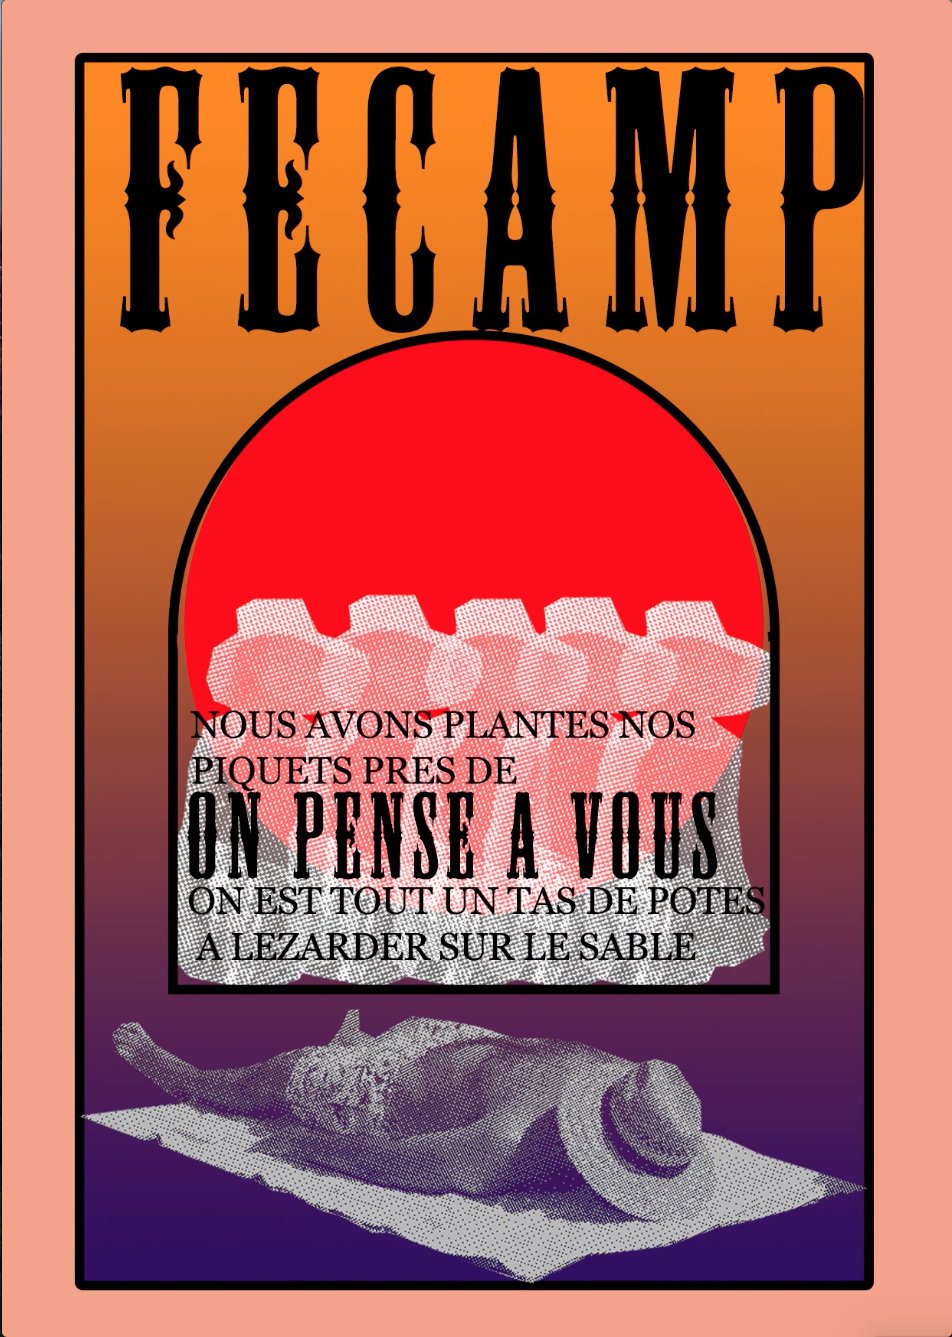 FECAMP
NOUS AVONS PLANTES NOS
PIQUETS PRES DE
ON PENSE A VOUS
ON EST TOUT UN TAS DE POTES
A LEZARDER SUR LE SABLE